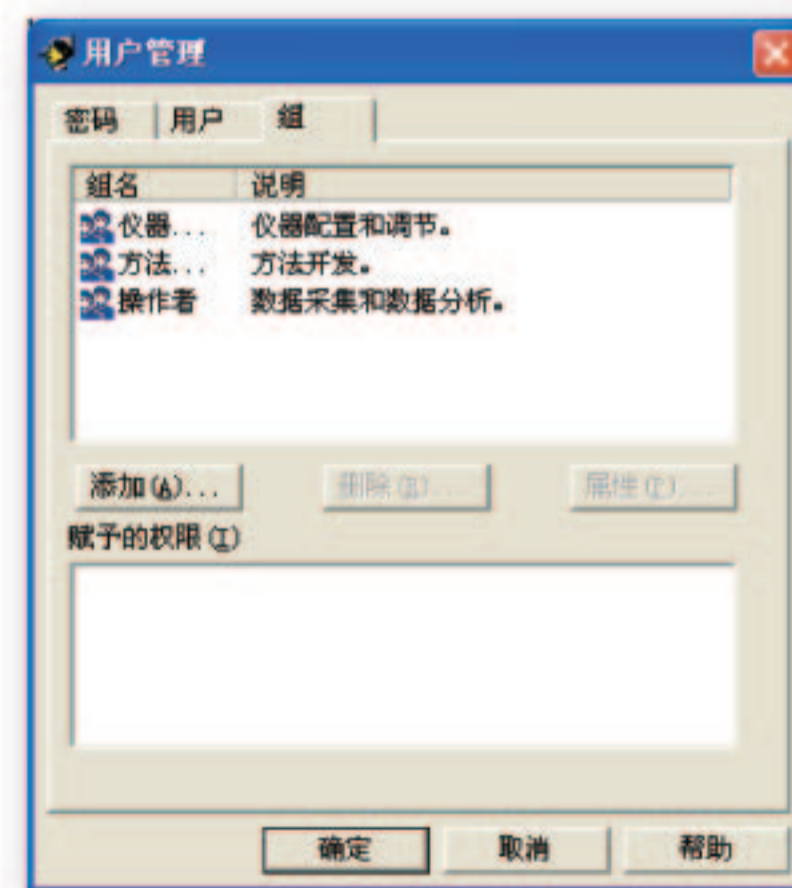 用户管理
密码 用户 组
组名 说明
仪器... 仪器配置和调节。
方法... 方法开发。
操作者 数据采集和数据分析。
添加(A)... 删除(R)... 属性(P)...
赋予的权限(I)
确定 取消 帮助